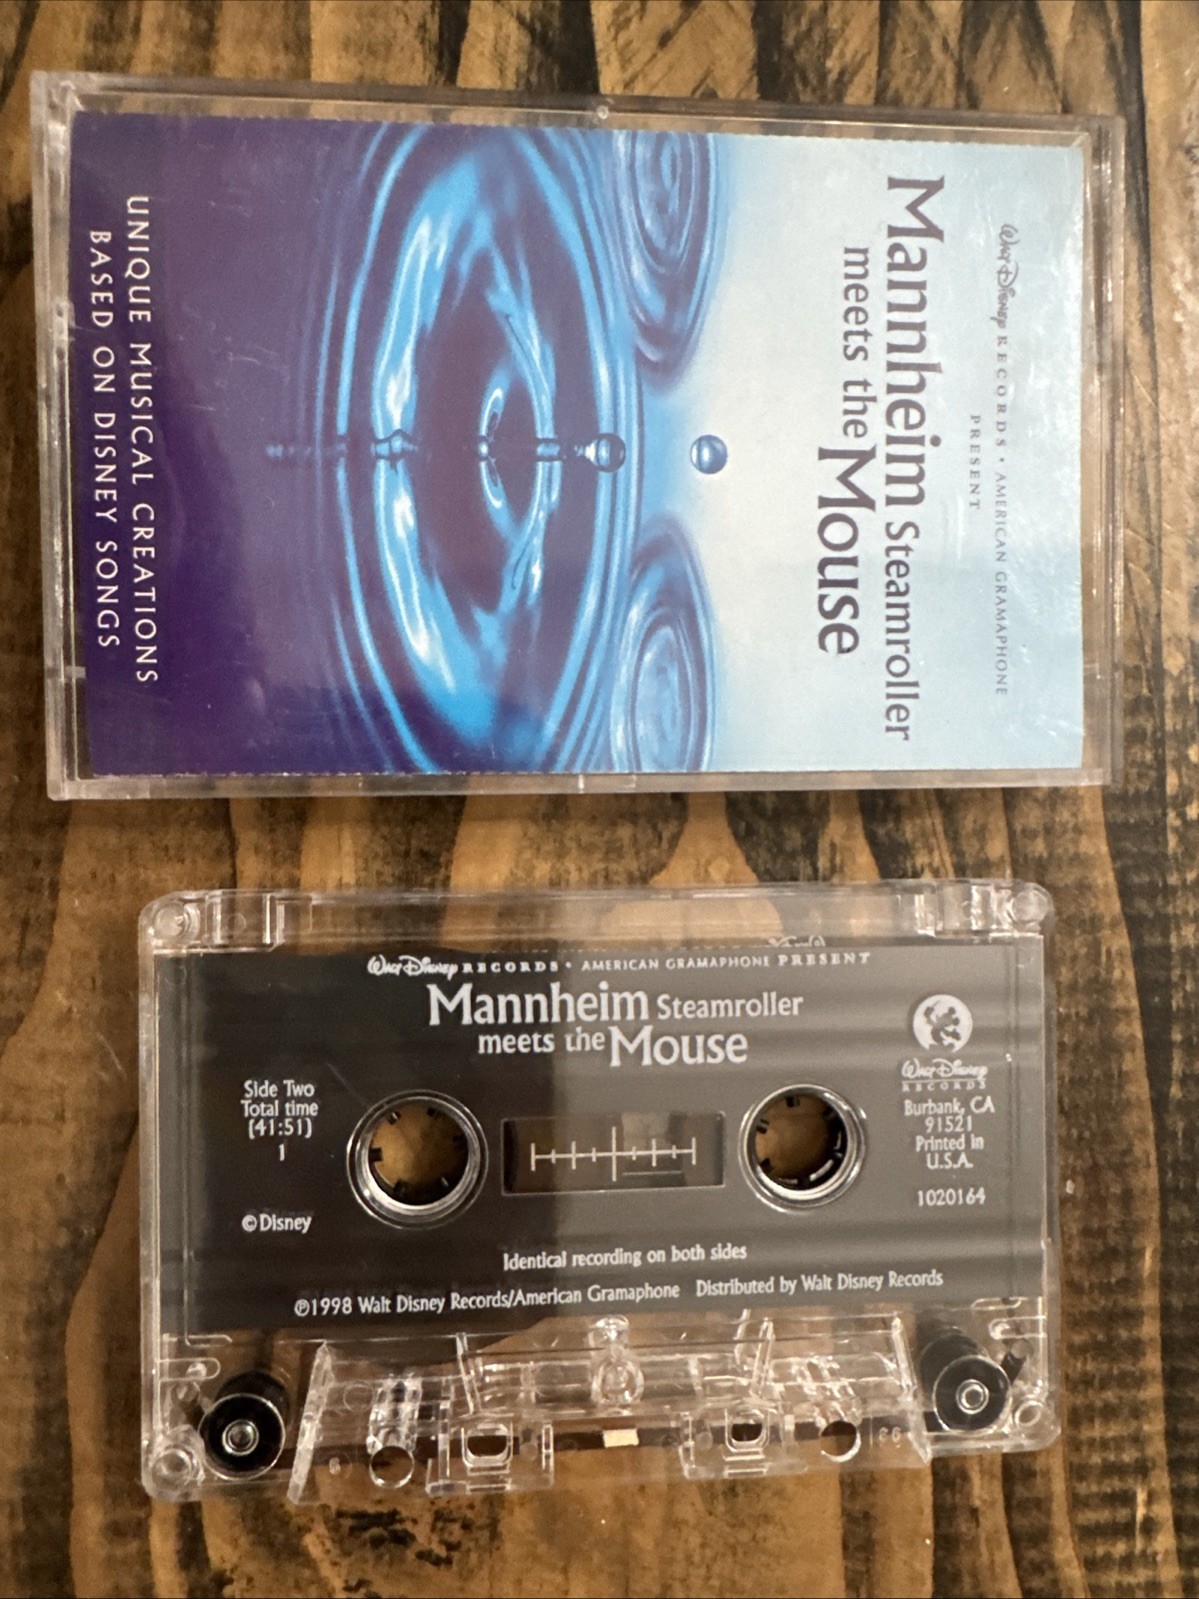 WALT DISNEY RECORDS • AMERICAN GRAMAPHONE
PRESENT
Mannheim Steamroller
meets the Mouse
UNIQUE MUSICAL CREATIONS
BASED ON DISNEY SONGS
WALT DISNEY RECORDS • AMERICAN GRAMAPHONE PRESENT
Mannheim Steamroller
meets the Mouse
Side Two
Total time
(41:51)
1
© Disney
WALT DISNEY
RECORDS
Burbank, CA
91521
Printed in
U.S.A.
1020164
Identical recording on both sides
℗1998 Walt Disney Records/American Gramaphone Distributed by Walt Disney Records